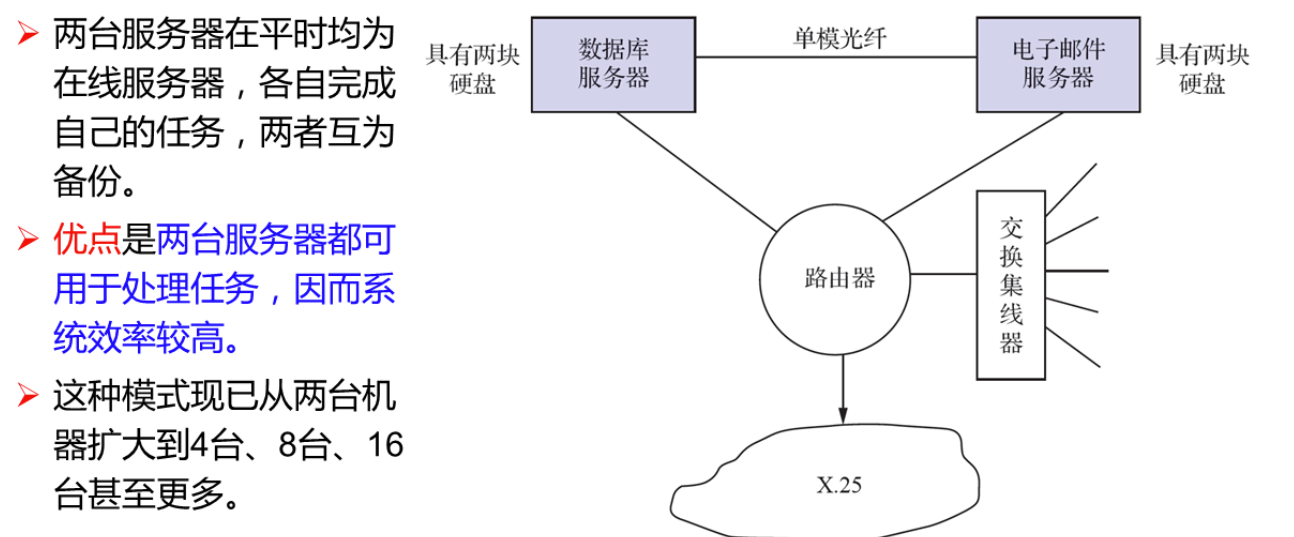 两台服务器在平时均为
在线服务器，各自完成
自己的任务，两者互为
备份。
优点是两台服务器都可
用于处理任务，因而系
统效率较高。
这种模式现已从两台机
器扩大到4台、8台、16
台甚至更多。
具有两块
硬盘
数据库
服务器
单模光纤
电子邮件
服务器
具有两块
硬盘
路由器
交
换
集
线
器
X.25